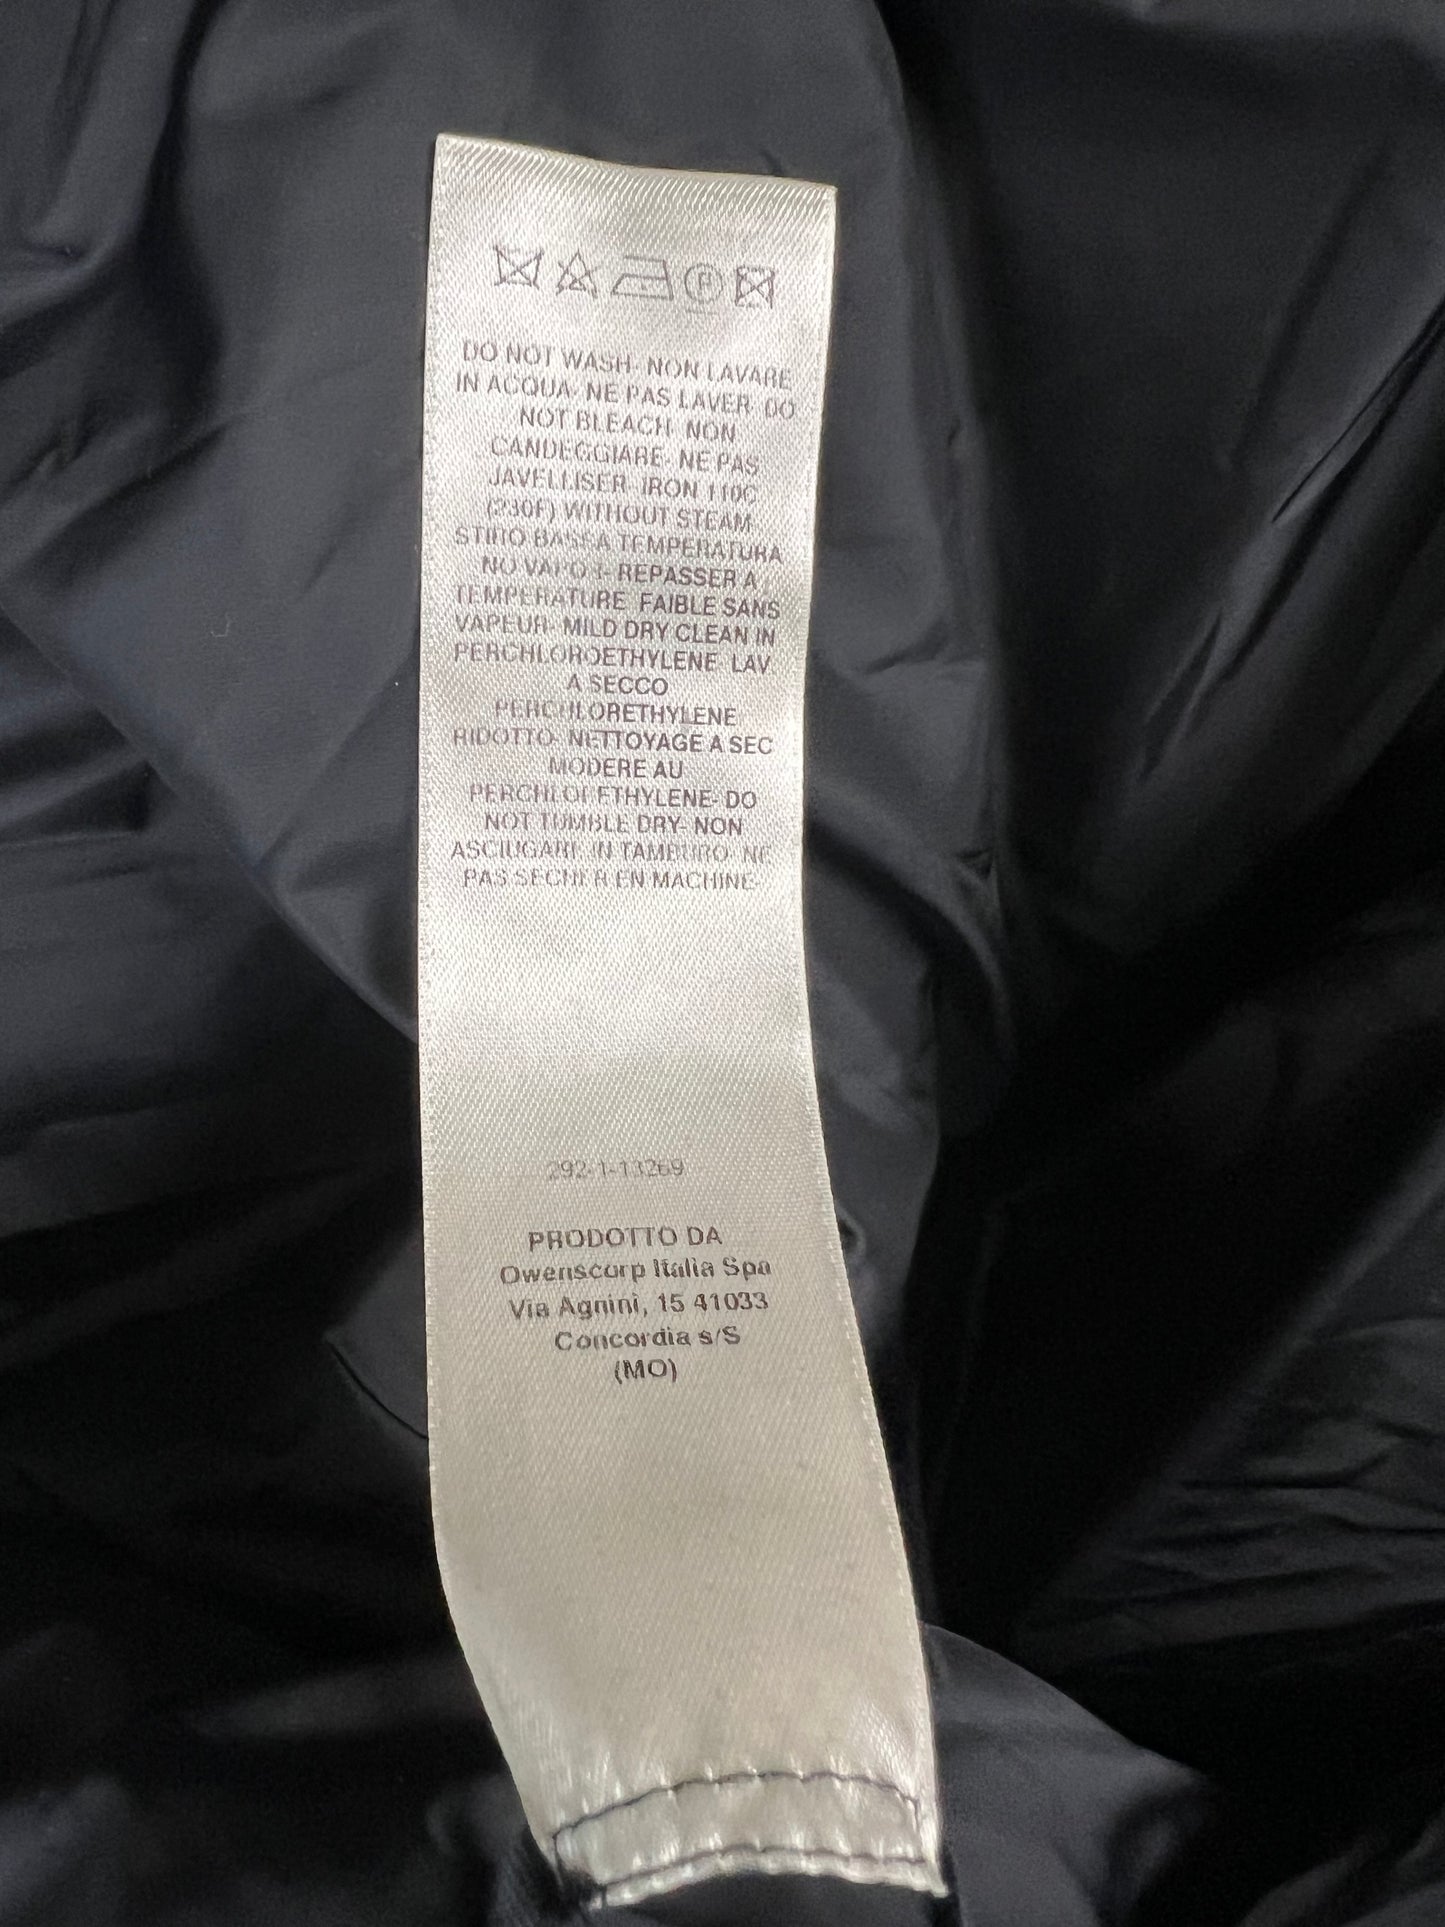 P
DO NOT WASH- NON LAVARE
IN ACQUA- NE PAS LAVER- DO
NOT BLEACH- NON
CANDEGGIARE- NE PAS
JAVELLISER- IRON 110C
(230F) WITHOUT STEAM-
STIRO BASSA TEMPERATURA
NO VAPOR- REPASSER A
TEMPERATURE FAIBLE SANS
VAPEUR- MILD DRY CLEAN IN
PERCHLOROETHYLENE- LAV.
A SECCO
PERCHLORETHYLENE
RIDOTTO- NETTOYAGE A SEC
MODERE AU
PERCHLORETHYLENE- DO
NOT TUMBLE DRY- NON
ASCIUGARE IN TAMBURO- NE
PAS SECHER EN MACHINE-
292-1-13269
PRODOTTO DA
Owenscorp Italia Spa
Via Agnini, 15 41033
Concordia s/S
(MO)